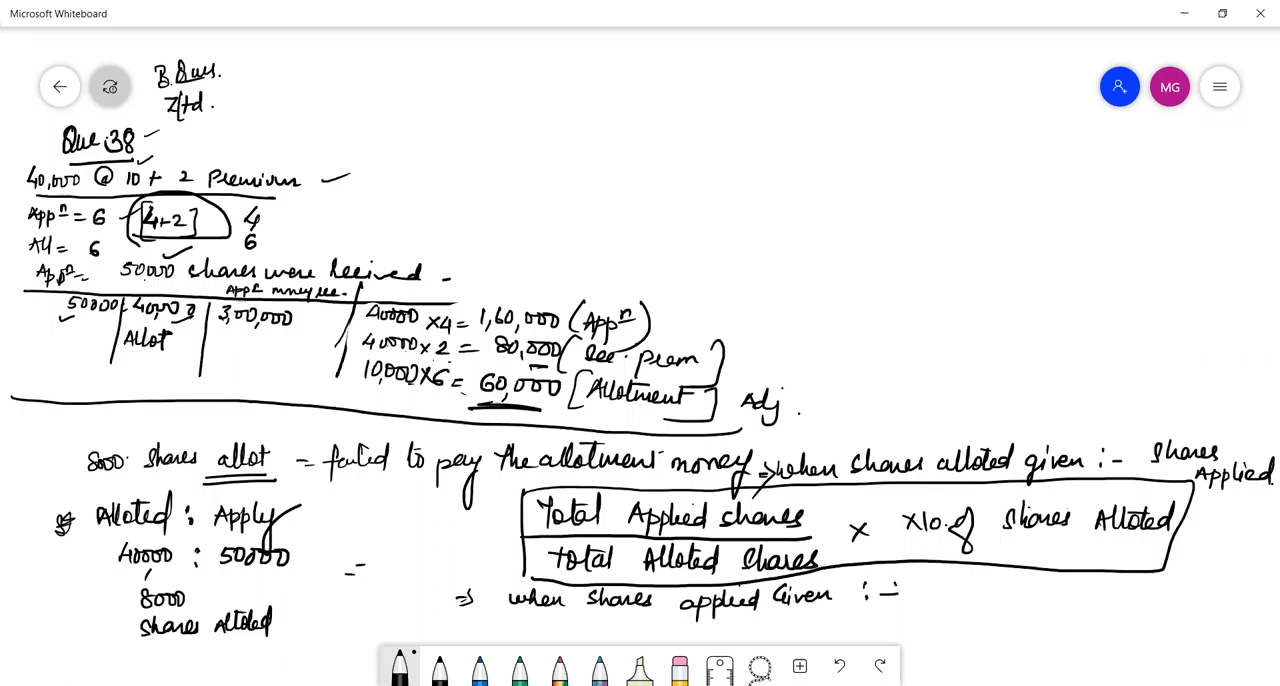 Microsoft Whiteboard
MG
B.
Ltd.
Que.38
40,000 @ 10 + 2 Premium
Appn = 6 [4+2] 4
All = 6 6
Appn = 50000 shares were Received
Appn money rec.
50000 : 40000 3,00,000
Allot
40000 ×4 = 1,60,000 (Appn)
40000 × 2 = 80,000 [Sec. Prem]
10,000×6 = 60,000 [Allotment] Adj.
8000 shares allot = failed to pay the allotment money => when shares alloted given :- Shares Applied.
Alloted : Apply
40000 : 50000 =
8000
Shares Alloted
Total Applied shares
Total Alloted Shares
× No. of Shares Alloted
⇒ when shares applied Given :-